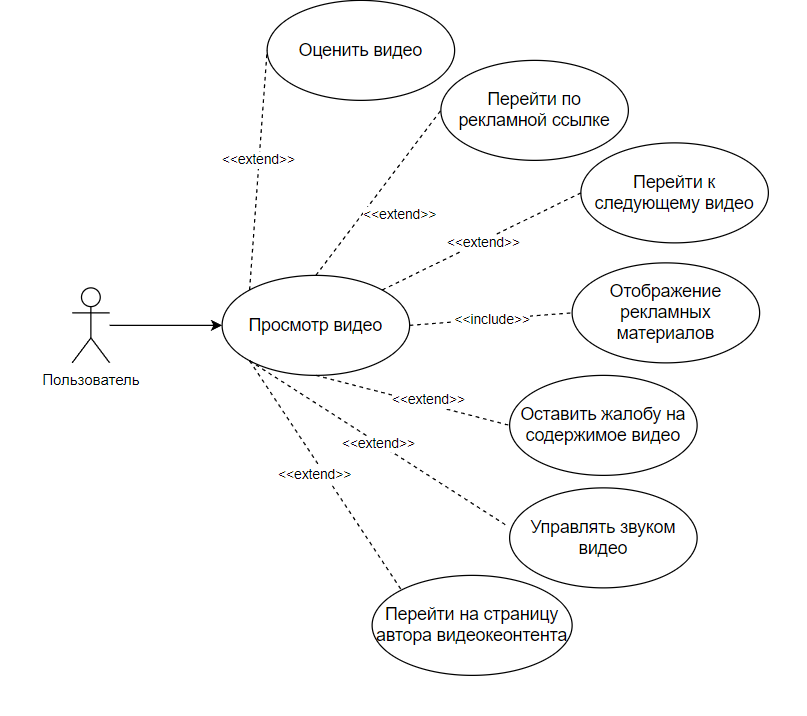 Оценить видео
Перейти по
рекламной ссылке
<<extend>>
Перейти к
следующему видео
<<extend>>
<<extend>>
Отображение
рекламных
материалов
Просмотр видео
<<include>>
Пользователь
<<extend>>
Оставить жалобу на
содержимое видео
<<extend>>
<<extend>>
Управлять звуком
видео
Перейти на страницу
автора видеокеонтента